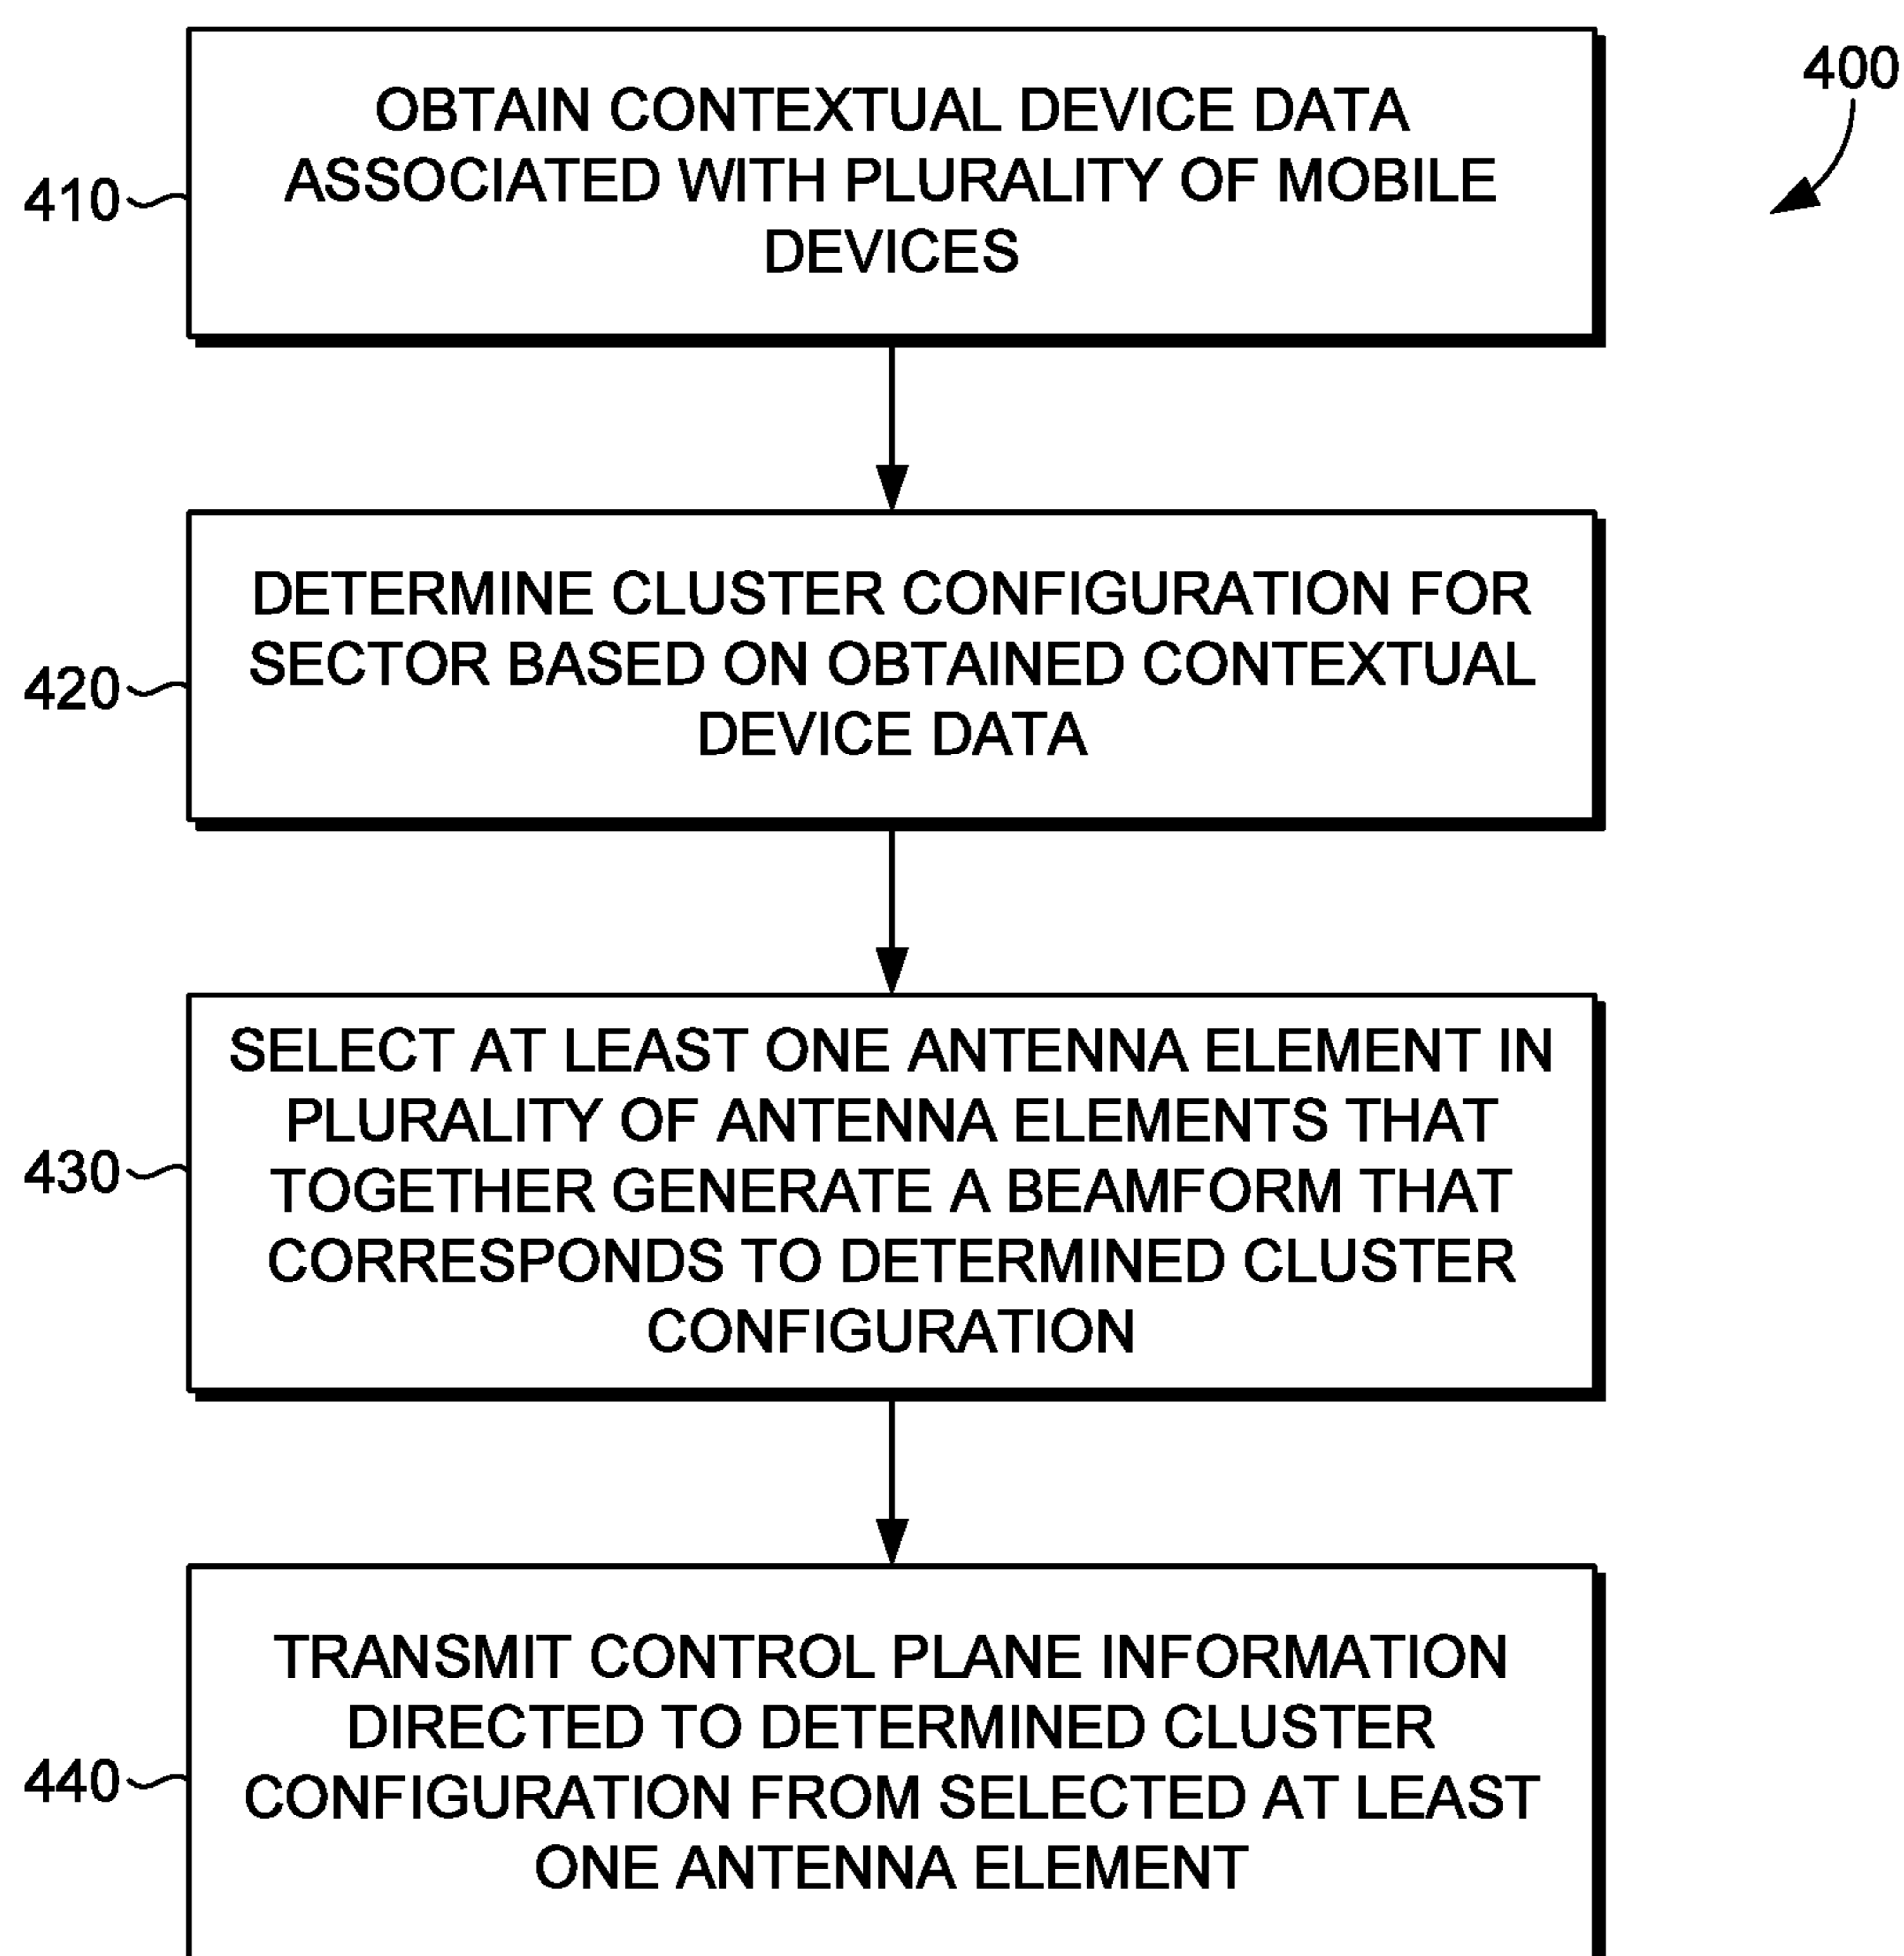 400
OBTAIN CONTEXTUAL DEVICE DATA
ASSOCIATED WITH PLURALITY OF MOBILE
DEVICES
410
DETERMINE CLUSTER CONFIGURATION FOR
SECTOR BASED ON OBTAINED CONTEXTUAL
DEVICE DATA
420
SELECT AT LEAST ONE ANTENNA ELEMENT IN
PLURALITY OF ANTENNA ELEMENTS THAT
TOGETHER GENERATE A BEAMFORM THAT
CORRESPONDS TO DETERMINED CLUSTER
CONFIGURATION
430
TRANSMIT CONTROL PLANE INFORMATION
DIRECTED TO DETERMINED CLUSTER
CONFIGURATION FROM SELECTED AT LEAST
ONE ANTENNA ELEMENT
440